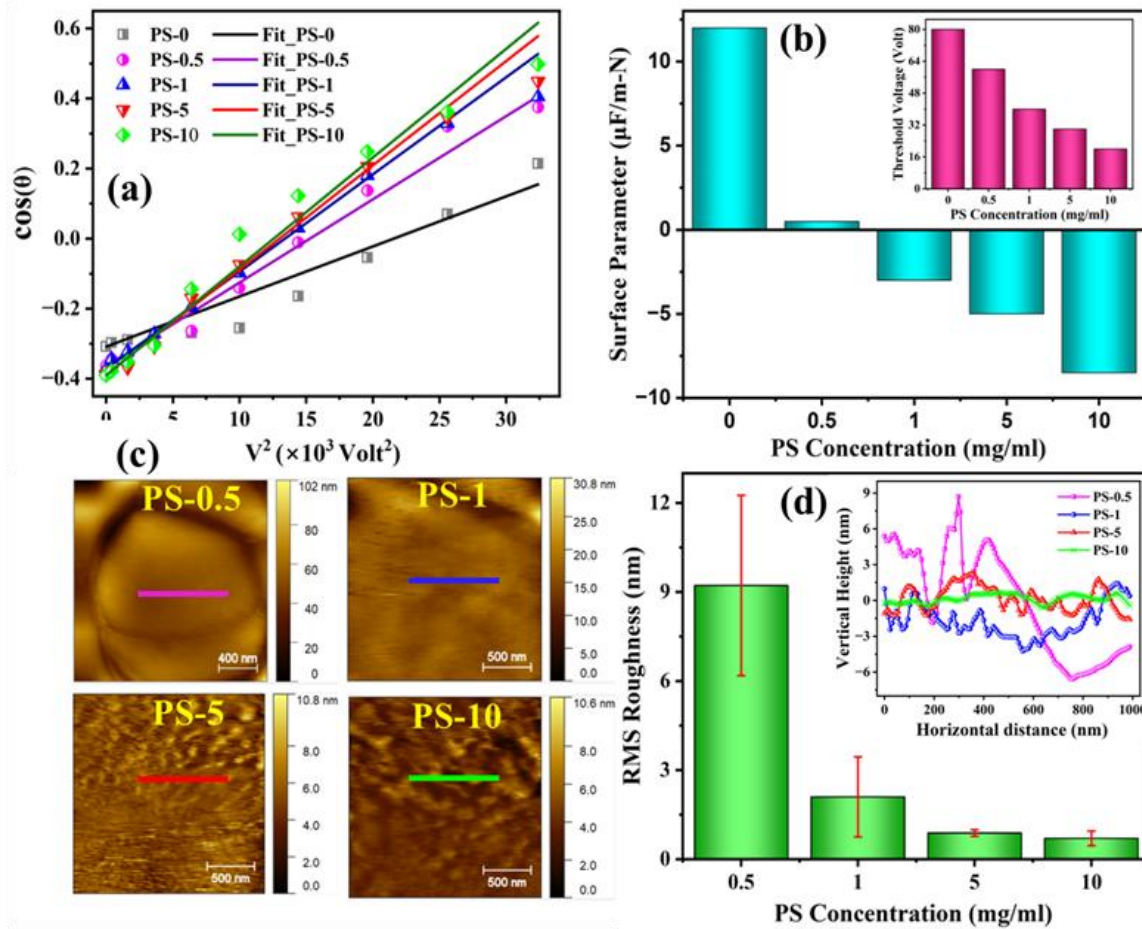 PS-0 Fit_PS-0
PS-0.5 Fit_PS-0.5
PS-1 Fit_PS-1
PS-5 Fit_PS-5
PS-10 Fit_PS-10
(a)
cos(θ)
0.6
0.4
0.2
0.0
−0.2
−0.4
0 5 10 15 20 25 30
V² (×10³ Volt²)
(b)
Surface Parameter (µF/m-N)
10
5
0
−5
−10
0 0.5 1 5 10
PS Concentration (mg/ml)
Threshold Voltage (Volt)
80
64
48
32
16
0
0 0.5 1 5 10
PS Concentration (mg/ml)
(c)
PS-0.5
102 nm
80
60
40
20
0
400 nm
PS-1
30.8 nm
25.0
20.0
15.0
10.0
5.0
0.0
500 nm
PS-5
10.8 nm
8.0
6.0
4.0
2.0
0.0
500 nm
PS-10
10.6 nm
8.0
6.0
4.0
2.0
0.0
500 nm
(d)
RMS Roughness (nm)
12
9
6
3
0
0.5 1 5 10
PS Concentration (mg/ml)
PS-0.5
PS-1
PS-5
PS-10
Vertical Height (nm)
9
6
3
0
−3
−6
0 200 400 600 800 1000
Horizontal distance (nm)